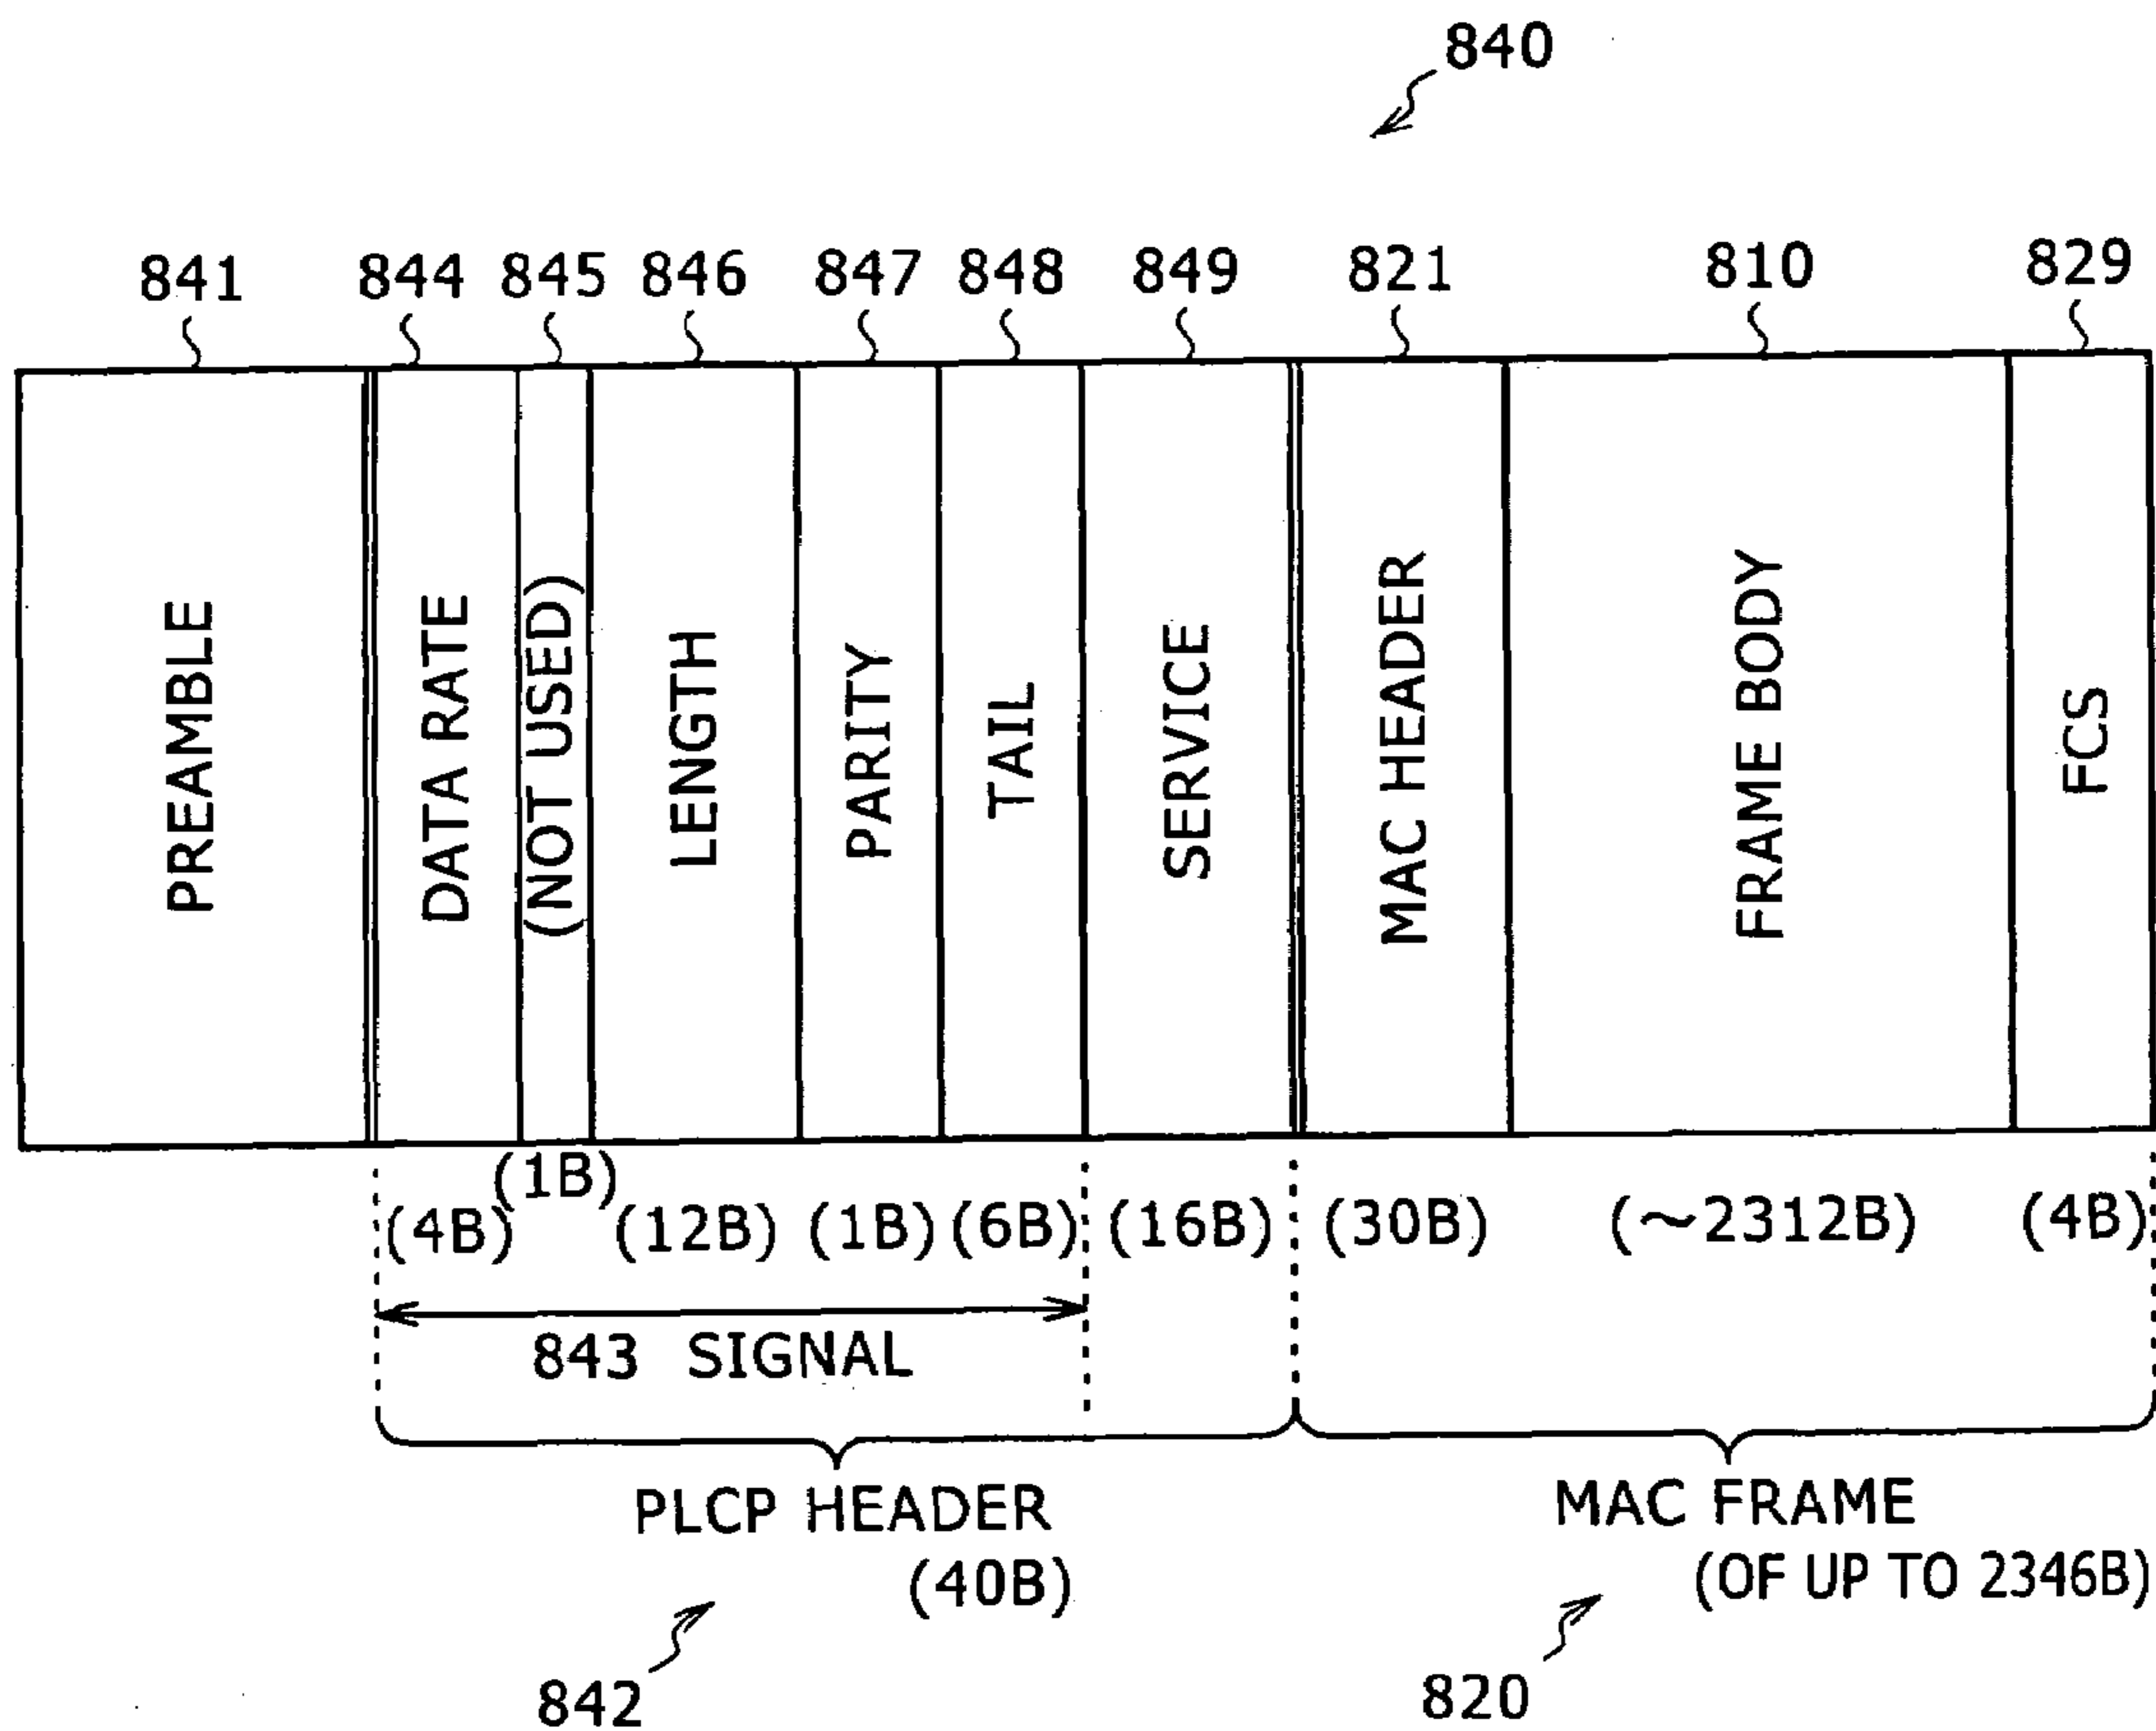 840
841 844 845 846 847 848 849 821 810 829
PREAMBLE
DATA RATE
(NOT USED)
LENGTH
PARITY
TAIL
SERVICE
MAC HEADER
FRAME BODY
FCS
(4B) (1B) (12B) (1B) (6B) (16B) (30B) (~2312B) (4B)
843 SIGNAL
PLCP HEADER
(40B)
MAC FRAME
(OF UP TO 2346B)
842
820